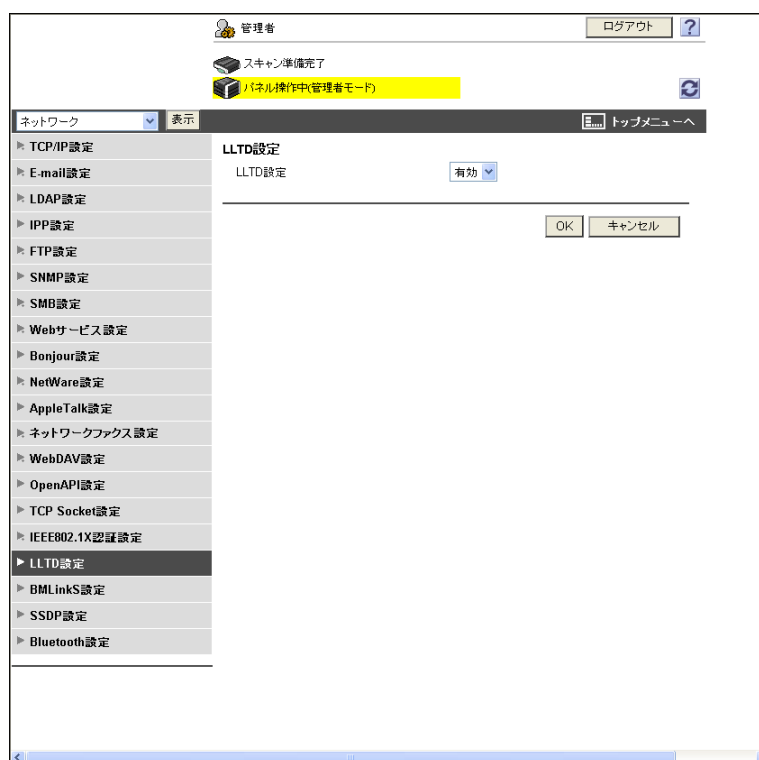 管理者
ログアウト
?
スキャン準備完了
パネル操作中(管理者モード)
ネットワーク 表示
トップメニューへ
TCP/IP設定
E-mail設定
LDAP設定
IPP設定
FTP設定
SNMP設定
SMB設定
Webサービス設定
Bonjour設定
NetWare設定
AppleTalk設定
ネットワークファクス設定
WebDAV設定
OpenAPI設定
TCP Socket設定
IEEE802.1X認証設定
LLTD設定
BMLinkS設定
SSDP設定
Bluetooth設定
LLTD設定
LLTD設定 有効
OK キャンセル